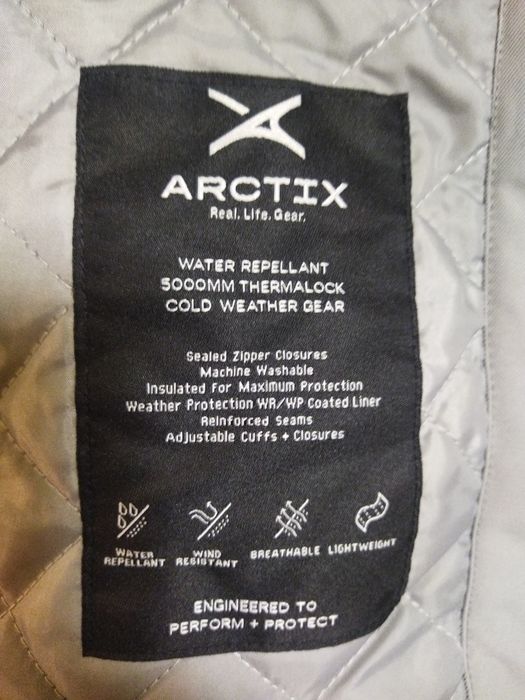 ARCTIX
Real. Life. Gear.
WATER REPELLANT
5000MM THERMALOCK
COLD WEATHER GEAR
Sealed Zipper Closures
Machine Washable
Insulated For Maximum Protection
Weather Protection WR/WP Coated Liner
Reinforced Seams
Adjustable Cuffs + Closures
WATER REPELLANT
WIND RESISTANT
BREATHABLE
LIGHTWEIGHT
ENGINEERED TO
PERFORM + PROTECT